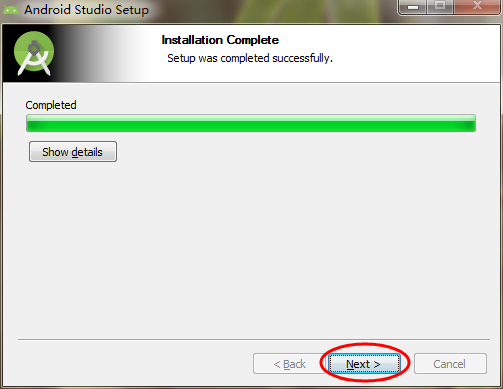 Android Studio Setup
Installation Complete
Setup was completed successfully.
Completed
Show details
< Back
Next >
Cancel